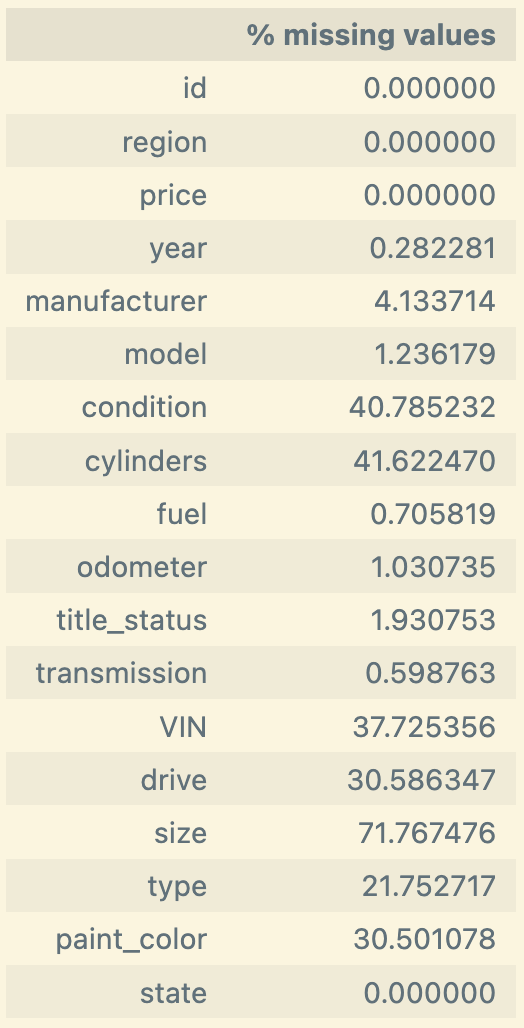 % missing values
id 0.000000
region 0.000000
price 0.000000
year 0.282281
manufacturer 4.133714
model 1.236179
condition 40.785232
cylinders 41.622470
fuel 0.705819
odometer 1.030735
title_status 1.930753
transmission 0.598763
VIN 37.725356
drive 30.586347
size 71.767476
type 21.752717
paint_color 30.501078
state 0.000000